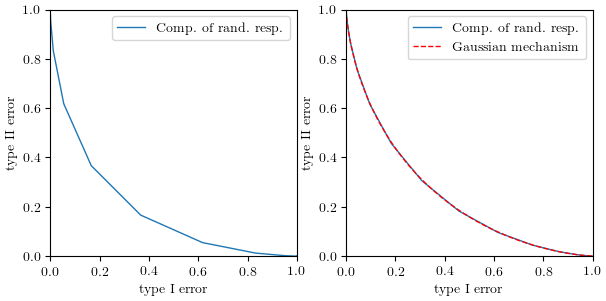 1.0
0.8
0.6
0.4
0.2
0.0
type II error
Comp. of rand. resp.
0.0 0.2 0.4 0.6 0.8 1.0
type I error
1.0
0.8
0.6
0.4
0.2
0.0
type II error
Comp. of rand. resp.
Gaussian mechanism
0.0 0.2 0.4 0.6 0.8 1.0
type I error